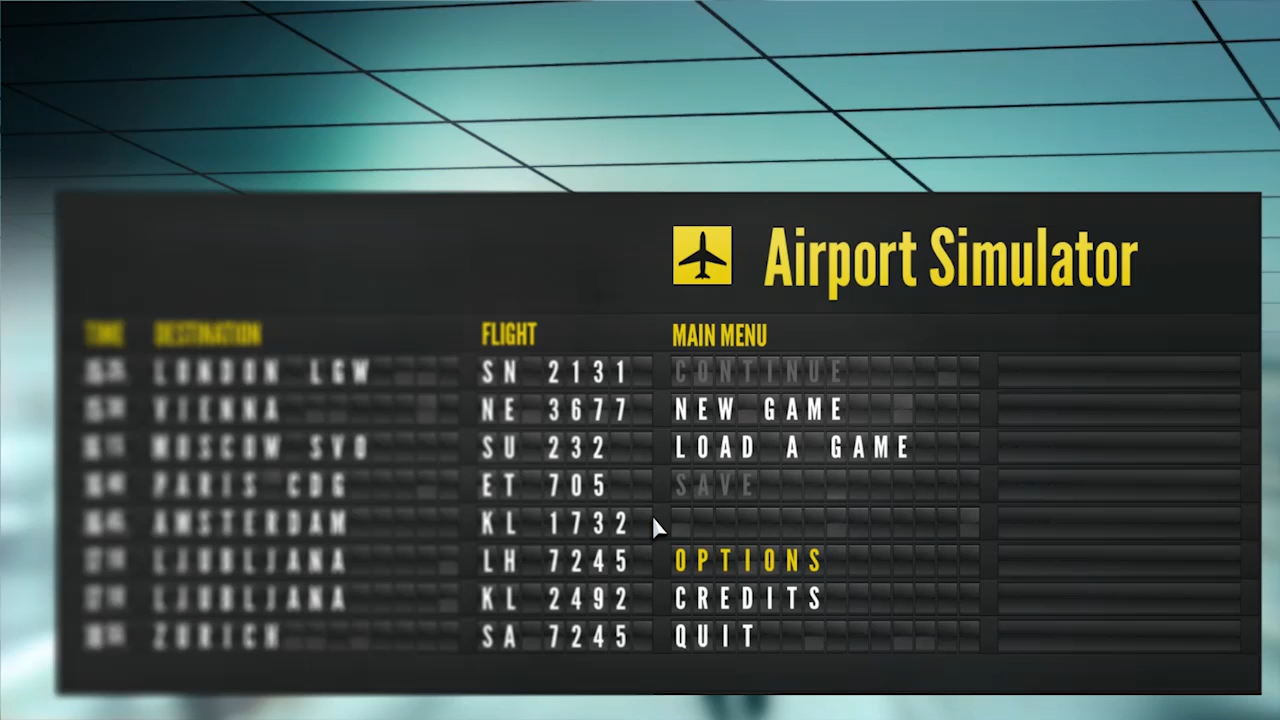 Airport Simulator
TIME DESTINATION FLIGHT MAIN MENU
LONDON LGW SN 2131 CONTINUE
VIENNA NE 3677 NEW GAME
MOSCOW SVO SU 232 LOAD A GAME
PARIS CDG ET 705 SAVE
AMSTERDAM KL 1732
LJUBLJANA LH 7245 OPTIONS
LJUBLJANA KL 2492 CREDITS
ZURICH SA 7245 QUIT